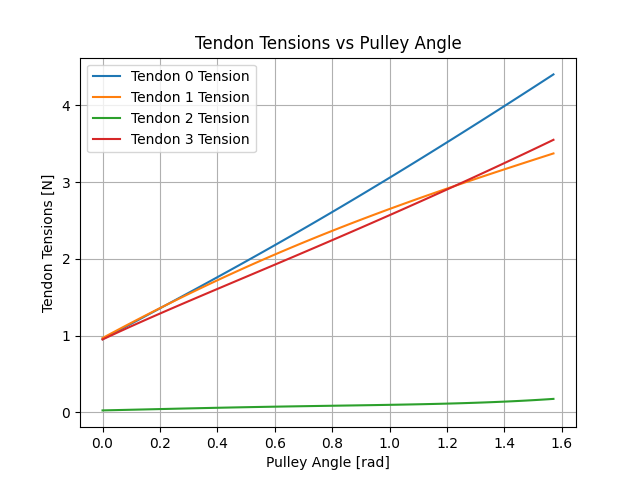 Tendon Tensions vs Pulley Angle
Tendon 0 Tension
Tendon 1 Tension
Tendon 2 Tension
Tendon 3 Tension
Tendon Tensions [N]
4
3
2
1
0
0.0 0.2 0.4 0.6 0.8 1.0 1.2 1.4 1.6
Pulley Angle [rad]